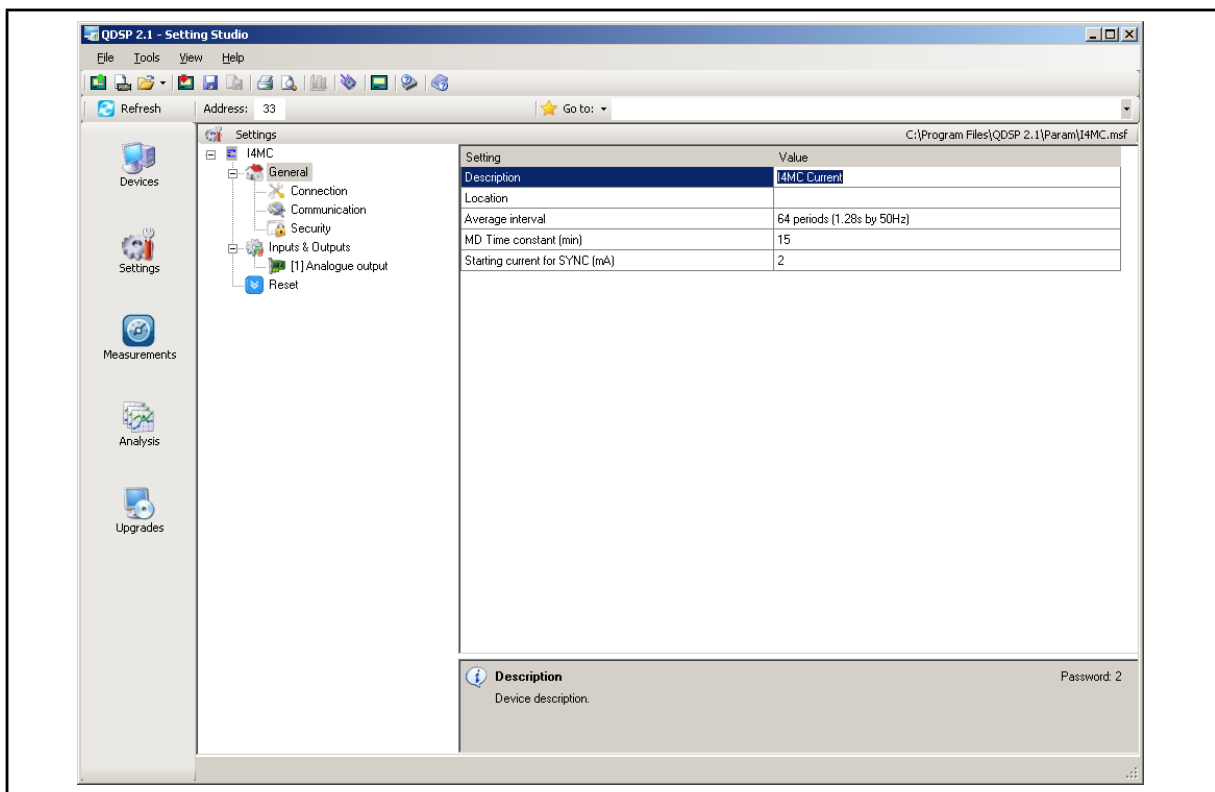 QDSP 2.1 - Setting Studio
File Tools View Help
Refresh Address: 33 Go to:
Settings C:\Program Files\QDSP 2.1\Param\I4MC.msf
Devices
Settings
Measurements
Analysis
Upgrades
I4MC
General
Connection
Communication
Security
Inputs & Outputs
[1] Analogue output
Reset
Setting Value
Description I4MC Current
Location
Average interval 64 periods (1.28s by 50Hz)
MD Time constant (min) 15
Starting current for SYNC (mA) 2
Description Password: 2
Device description.